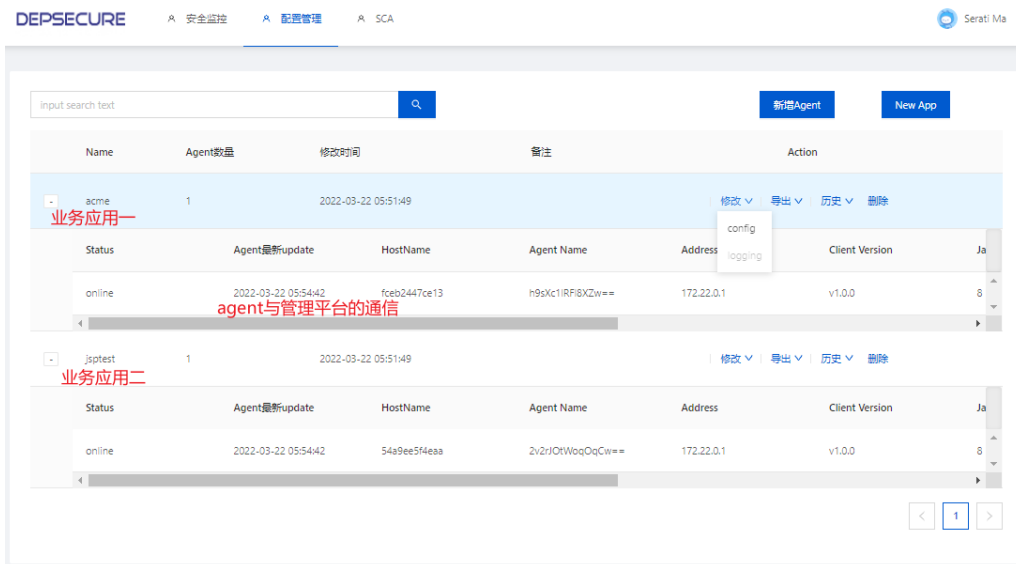 DEPSECURE 安全监控 配置管理 SCA Serati Ma
input search text 新增Agent New App
Name Agent数量 修改时间 备注 Action
- acme 1 2022-03-22 05:51:49 修改 导出 历史 删除
业务应用一
config
Status Agent最新update HostName Agent Name Address Client Version Ja
logging
online 2022-03-22 05:54:42 fceb2447ce13 172.22.0.1 v1.0.0 8
agent与管理平台的通信
- jsptest 1 2022-03-22 05:51:49 修改 导出 历史 删除
业务应用二
Status Agent最新update HostName Agent Name Address Client Version Ja
online 2022-03-22 05:54:42 54a9ee5f4eaa 2v2rJOtWoqOqCw== 172.22.0.1 v1.0.0 8
< 1 >